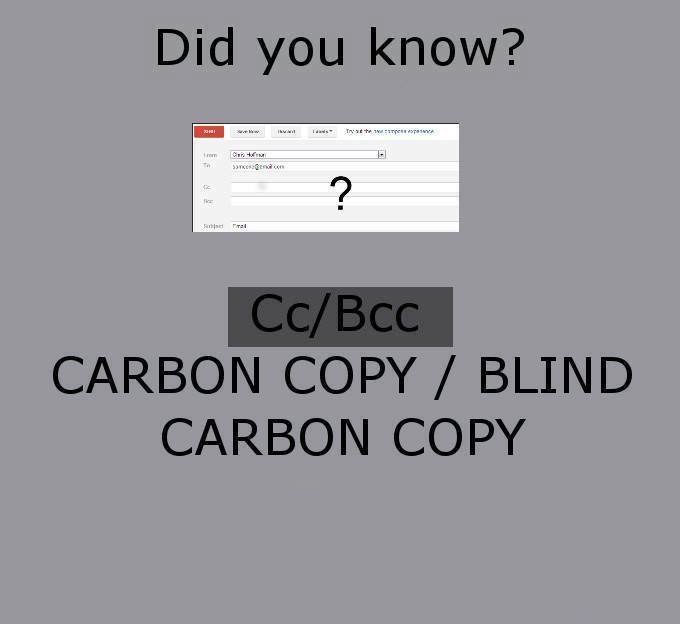 Did you know?
SEND Save Now Discard Labels Try out the new compose experience
From Chris Hoffman
To someone@email.com
Cc
?
Bcc
Subject Email
Cc/Bcc
CARBON COPY / BLIND
CARBON COPY